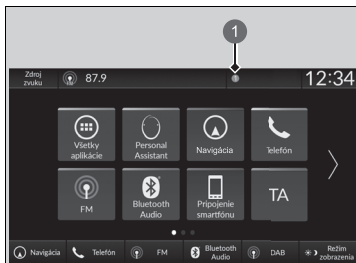 1
Zdroj
zvuku
87.9
12:34
Všetky
aplikácie
Personal
Assistant
Navigácia
Telefón
FM
Bluetooth
Audio
Pripojenie
smartfónu
TA
Navigácia
Telefón
FM
Bluetooth
Audio
DAB
Režim
zobrazenia